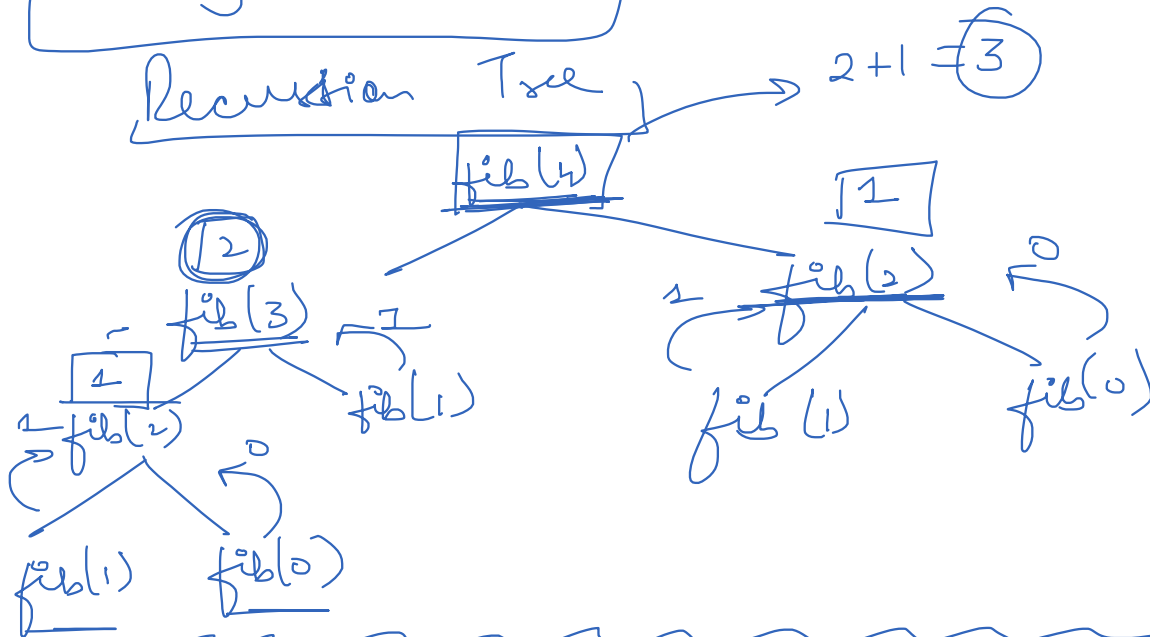 Recursion Tree
2+1 = 3
fib(4)
1
2
fib(2)
0
1
fib(3)
1
1
fib(1)
fib(1)
fib(0)
1
fib(2)
0
fib(1)
fib(0)